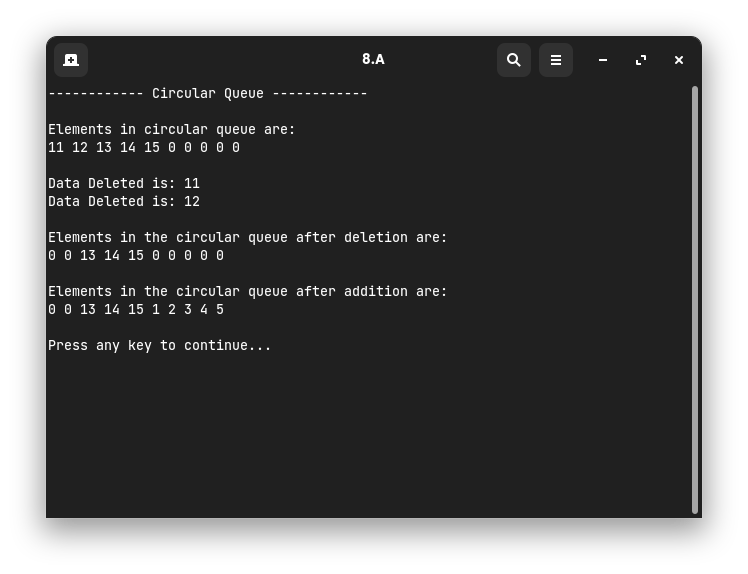 8.A
------------ Circular Queue ------------
Elements in circular queue are:
11 12 13 14 15 0 0 0 0 0
Data Deleted is: 11
Data Deleted is: 12
Elements in the circular queue after deletion are:
0 0 13 14 15 0 0 0 0 0
Elements in the circular queue after addition are:
0 0 13 14 15 1 2 3 4 5
Press any key to continue...